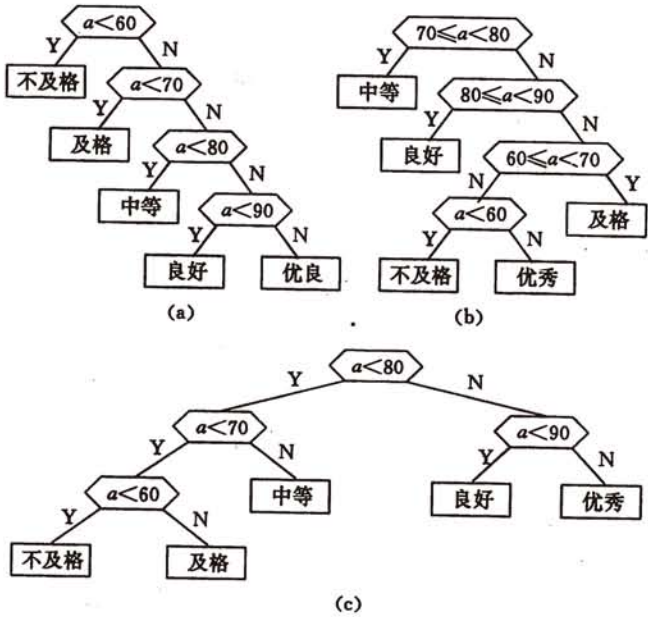 a<60
Y
N
不及格
a<70
Y
N
及格
a<80
Y
N
中等
a<90
Y
N
良好
优良
(a)
70≤a<80
Y
N
中等
80≤a<90
Y
N
良好
60≤a<70
N
Y
a<60
及格
Y
N
不及格
优秀
(b)
a<80
Y
N
a<70
a<90
Y
N
Y
N
a<60
中等
良好
优秀
Y
N
不及格
及格
(c)